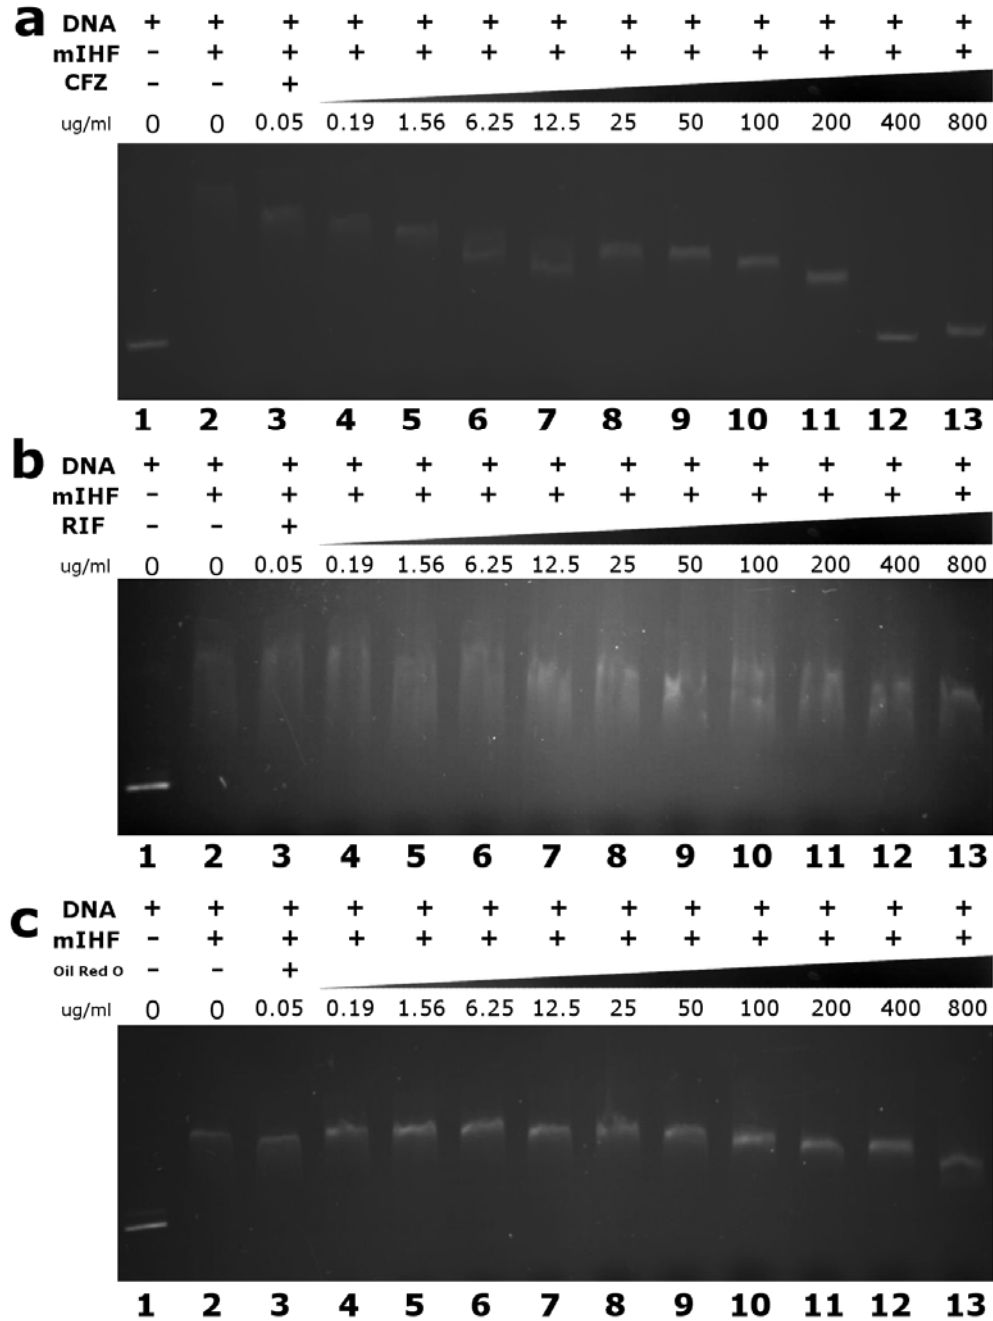 a
DNA + + + + + + + + + + + + +
mIHF - + + + + + + + + + + + +
CFZ - - +
ug/ml 0 0 0.05 0.19 1.56 6.25 12.5 25 50 100 200 400 800
1 2 3 4 5 6 7 8 9 10 11 12 13
b
DNA + + + + + + + + + + + + +
mIHF - + + + + + + + + + + + +
RIF - - +
ug/ml 0 0 0.05 0.19 1.56 6.25 12.5 25 50 100 200 400 800
1 2 3 4 5 6 7 8 9 10 11 12 13
c
DNA + + + + + + + + + + + + +
mIHF - + + + + + + + + + + + +
Oil Red O - - +
ug/ml 0 0 0.05 0.19 1.56 6.25 12.5 25 50 100 200 400 800
1 2 3 4 5 6 7 8 9 10 11 12 13